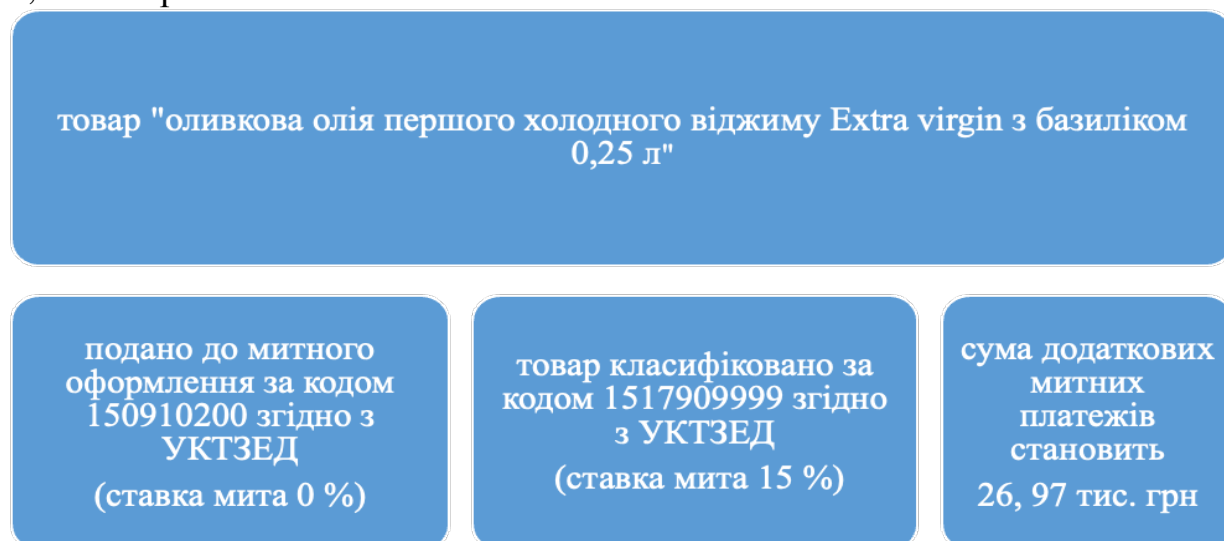 товар "оливкова олія першого холодного віджиму Extra virgin з базиліком
0,25 л"
подано до митного
оформлення за кодом
150910200 згідно з
УКТЗЕД
(ставка мита 0 %)
товар класифіковано за
кодом 1517909999 згідно
з УКТЗЕД
(ставка мита 15 %)
сума додаткових
митних
платежів
становить
26, 97 тис. грн